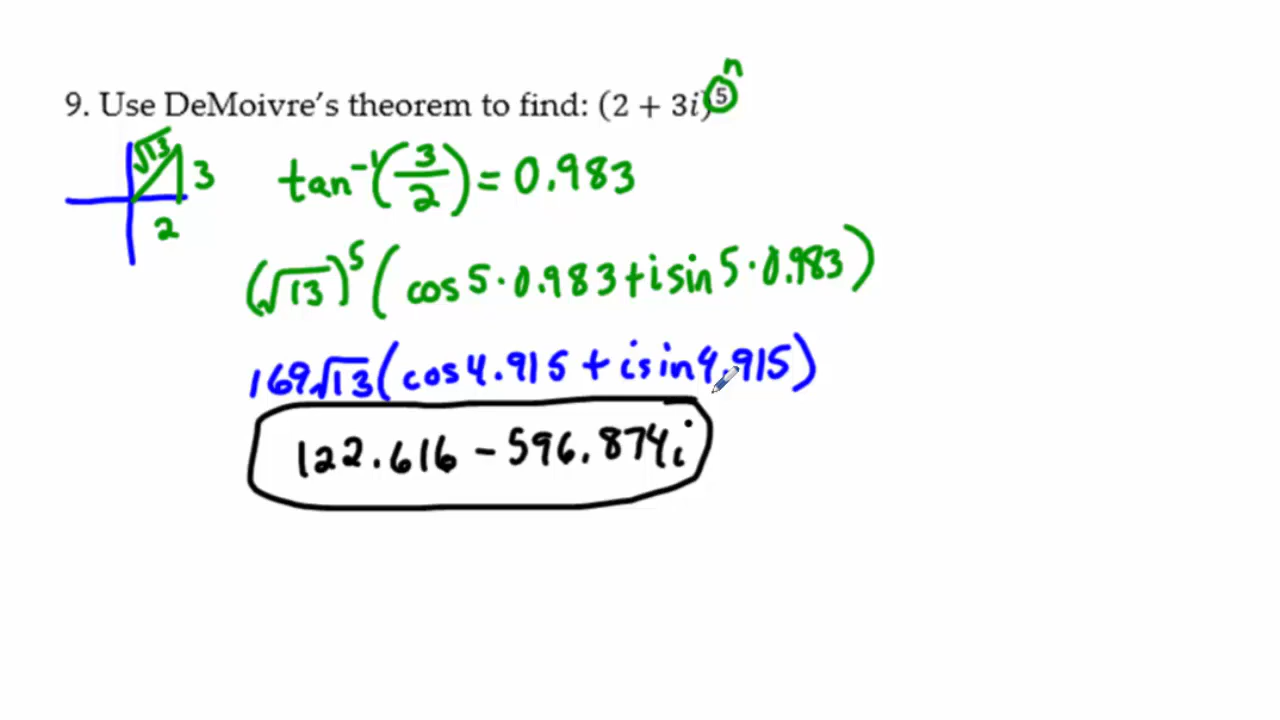 9. Use DeMoivre's theorem to find: (2 + 3i)⁵ n
√13 3 tan⁻¹(3/2) = 0.983
2
(√13)⁵(cos 5·0.983 + i sin 5·0.983)
169√13(cos 4.915 + i sin 4.915)
122.616 - 596.874i